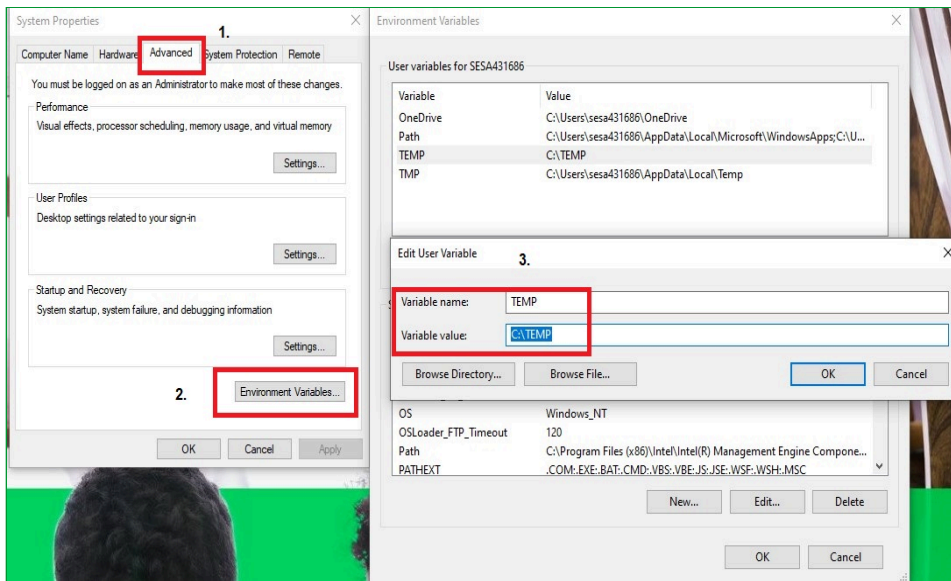 System Properties
1.
Computer Name Hardware Advanced System Protection Remote
You must be logged on as an Administrator to make most of these changes.
Performance
Visual effects, processor scheduling, memory usage, and virtual memory
Settings...
User Profiles
Desktop settings related to your sign-in
Settings...
Startup and Recovery
System startup, system failure, and debugging information
Settings...
2.
Environment Variables...
OK Cancel Apply
Environment Variables
User variables for SESA431686
Variable Value
OneDrive C:\Users\sesa431686\OneDrive
Path C:\Users\sesa431686\AppData\Local\Microsoft\WindowsApps;C:\U...
TEMP C:\TEMP
TMP C:\Users\sesa431686\AppData\Local\Temp
Edit User Variable
3.
Variable name: TEMP
Variable value: C:\TEMP
Browse Directory... Browse File... OK Cancel
OS Windows_NT
OSLoader_FTP_Timeout 120
Path C:\Program Files (x86)\Intel\Intel(R) Management Engine Compone...
PATHEXT .COM;.EXE;.BAT;.CMD;.VBS;.VBE;.JS;.JSE;.WSF;.WSH;.MSC
New... Edit... Delete
OK Cancel